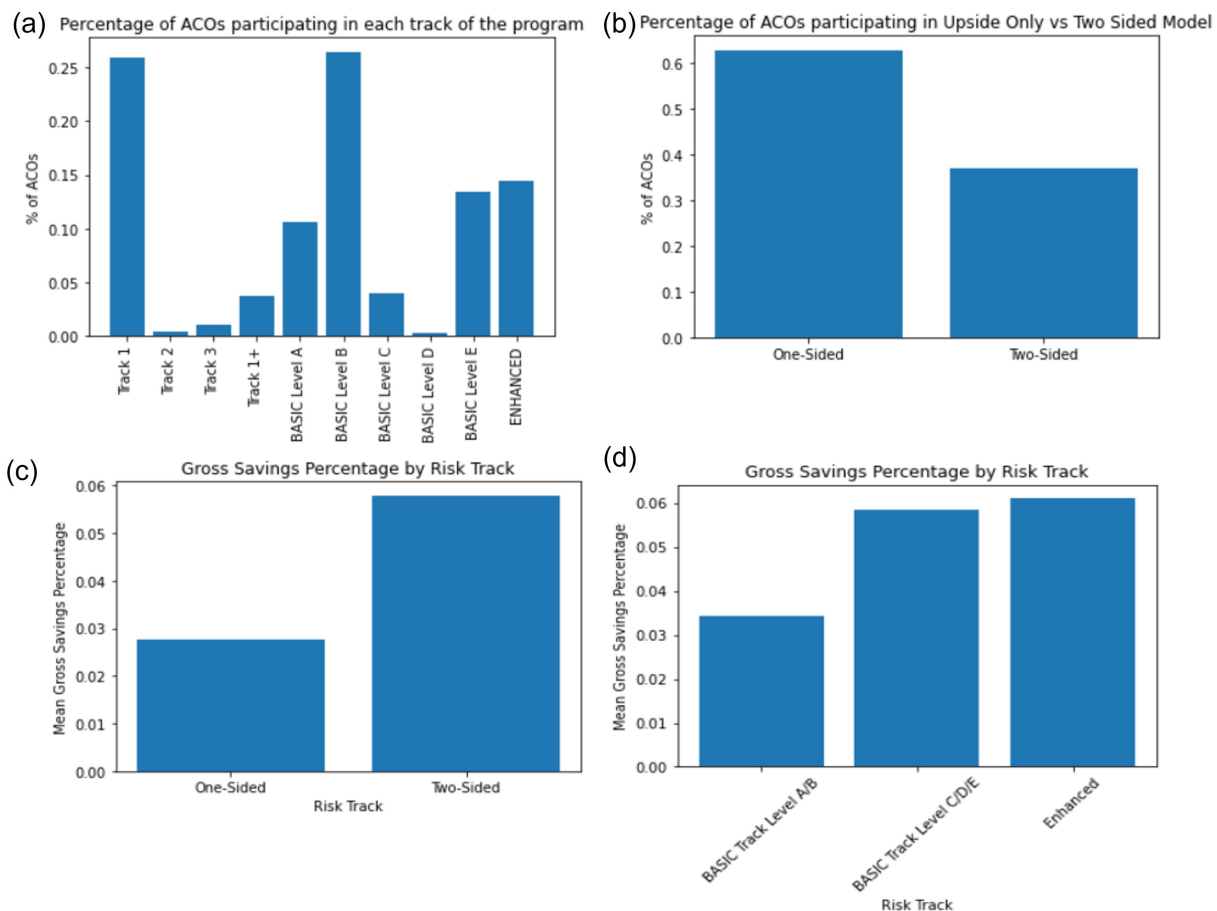 (a)
Percentage of ACOs participating in each track of the program
% of ACOs
0.25
0.20
0.15
0.10
0.05
0.00
Track 1
Track 2
Track 3
Track 1+
BASIC Level A
BASIC Level B
BASIC Level C
BASIC Level D
BASIC Level E
ENHANCED
(b)
Percentage of ACOs participating in Upside Only vs Two Sided Model
% of ACOs
0.6
0.5
0.4
0.3
0.2
0.1
0.0
One-Sided
Two-Sided
(c)
Gross Savings Percentage by Risk Track
Mean Gross Savings Percentage
0.06
0.05
0.04
0.03
0.02
0.01
0.00
One-Sided
Two-Sided
Risk Track
(d)
Gross Savings Percentage by Risk Track
Mean Gross Savings Percentage
0.06
0.05
0.04
0.03
0.02
0.01
0.00
BASIC Track Level A/B
BASIC Track Level C/D/E
Enhanced
Risk Track